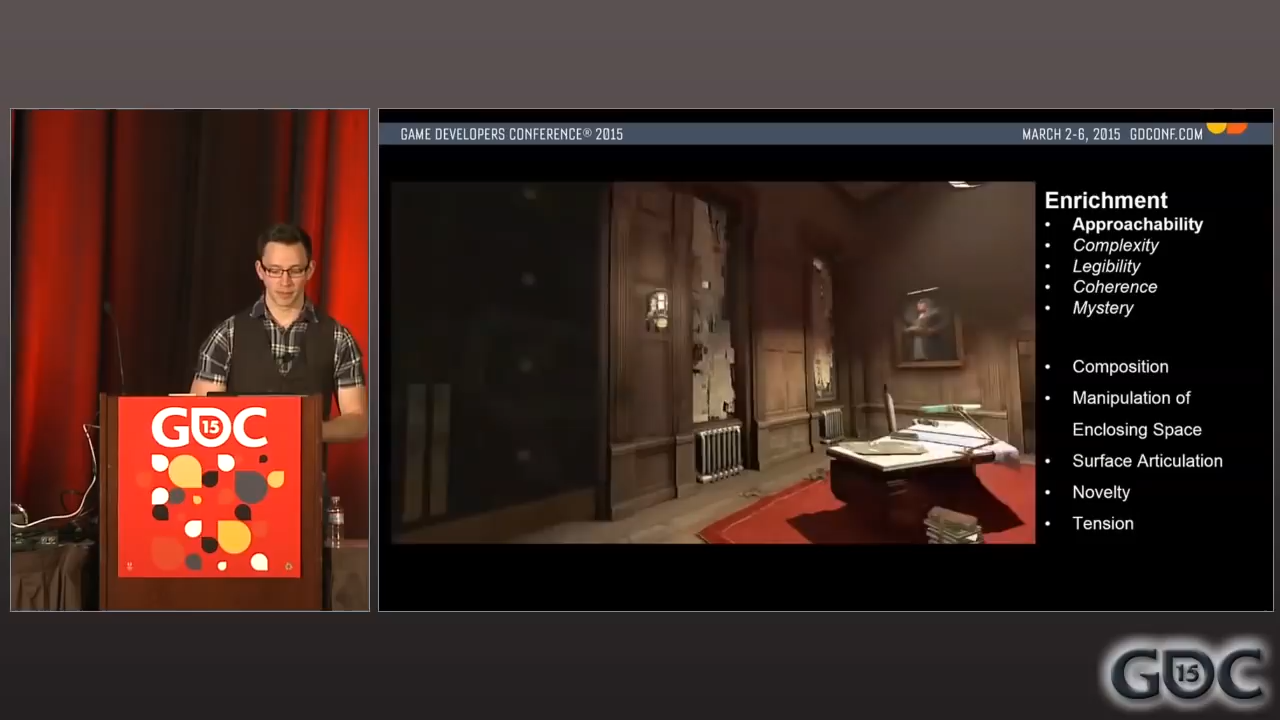 GAME DEVELOPERS CONFERENCE® 2015
MARCH 2-6, 2015 GDCONF.COM
Enrichment
• Approachability
• Complexity
• Legibility
• Coherence
• Mystery
• Composition
• Manipulation of
Enclosing Space
• Surface Articulation
• Novelty
• Tension
GDC
15
GDC
15